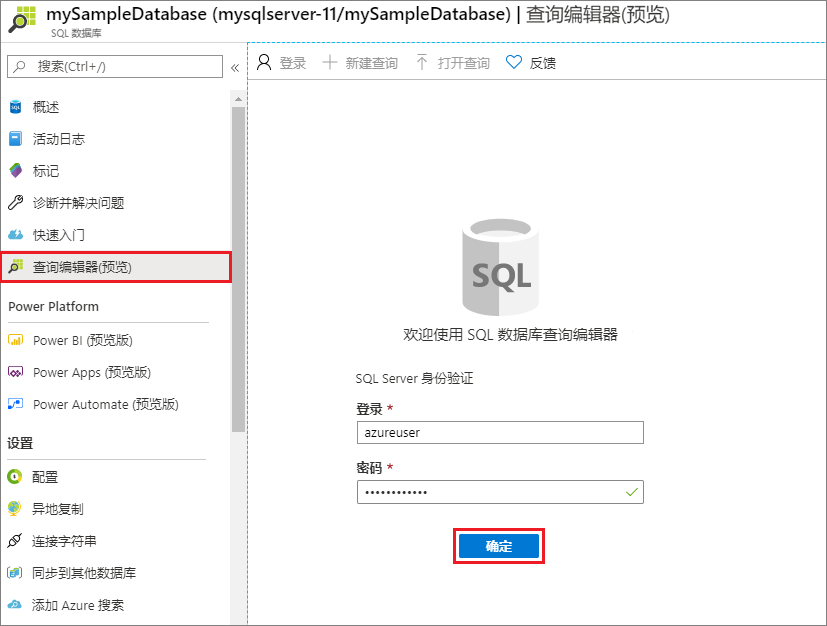 mySampleDatabase (mysqlserver-11/mySampleDatabase) | 查询编辑器(预览)
SQL 数据库
搜索(Ctrl+/)
«
登录
新建查询
打开查询
反馈
概述
活动日志
标记
诊断并解决问题
快速入门
查询编辑器(预览)
Power Platform
Power BI (预览版)
Power Apps (预览版)
Power Automate (预览版)
设置
配置
异地复制
连接字符串
同步到其他数据库
添加 Azure 搜索
SQL
欢迎使用 SQL 数据库查询编辑器
SQL Server 身份验证
登录 *
azureuser
密码 *
••••••••••••
确定